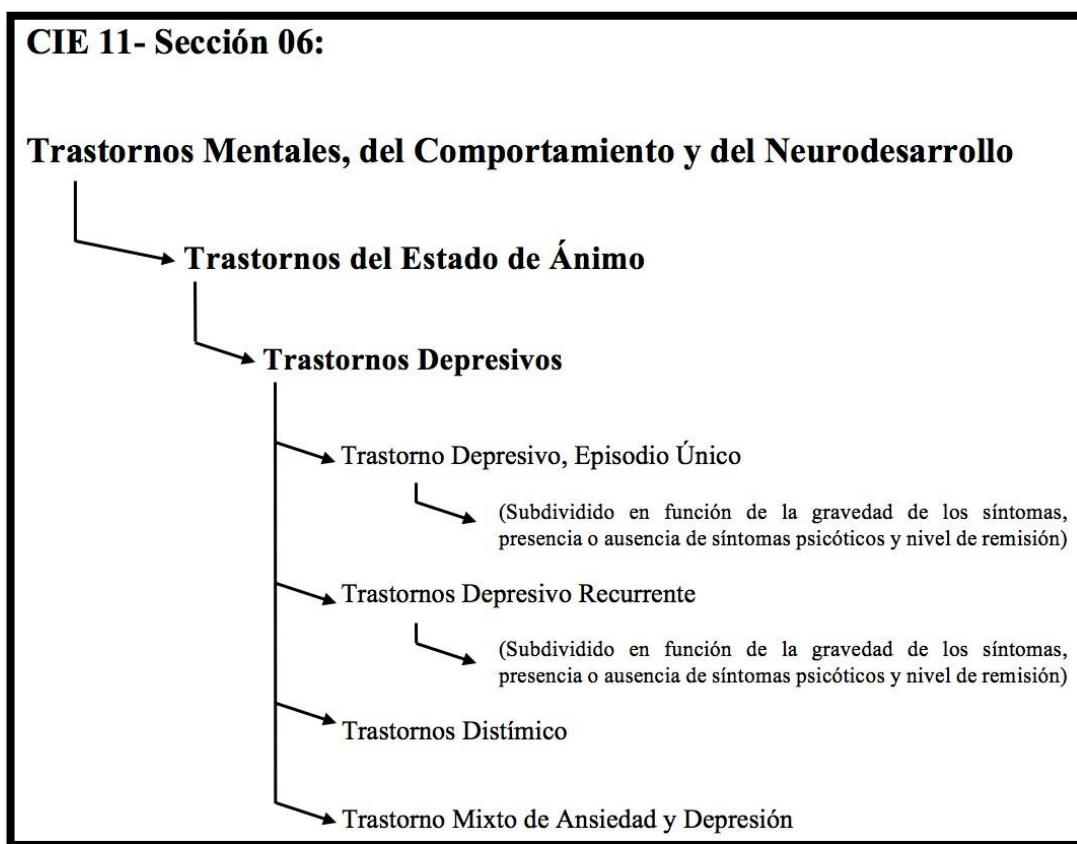 CIE 11- Sección 06:
Trastornos Mentales, del Comportamiento y del Neurodesarrollo
Trastornos del Estado de Ánimo
Trastornos Depresivos
Trastorno Depresivo, Episodio Único
(Subdividido en función de la gravedad de los síntomas,
presencia o ausencia de síntomas psicóticos y nivel de remisión)
Trastornos Depresivo Recurrente
(Subdividido en función de la gravedad de los síntomas,
presencia o ausencia de síntomas psicóticos y nivel de remisión)
Trastornos Distímico
Trastorno Mixto de Ansiedad y Depresión